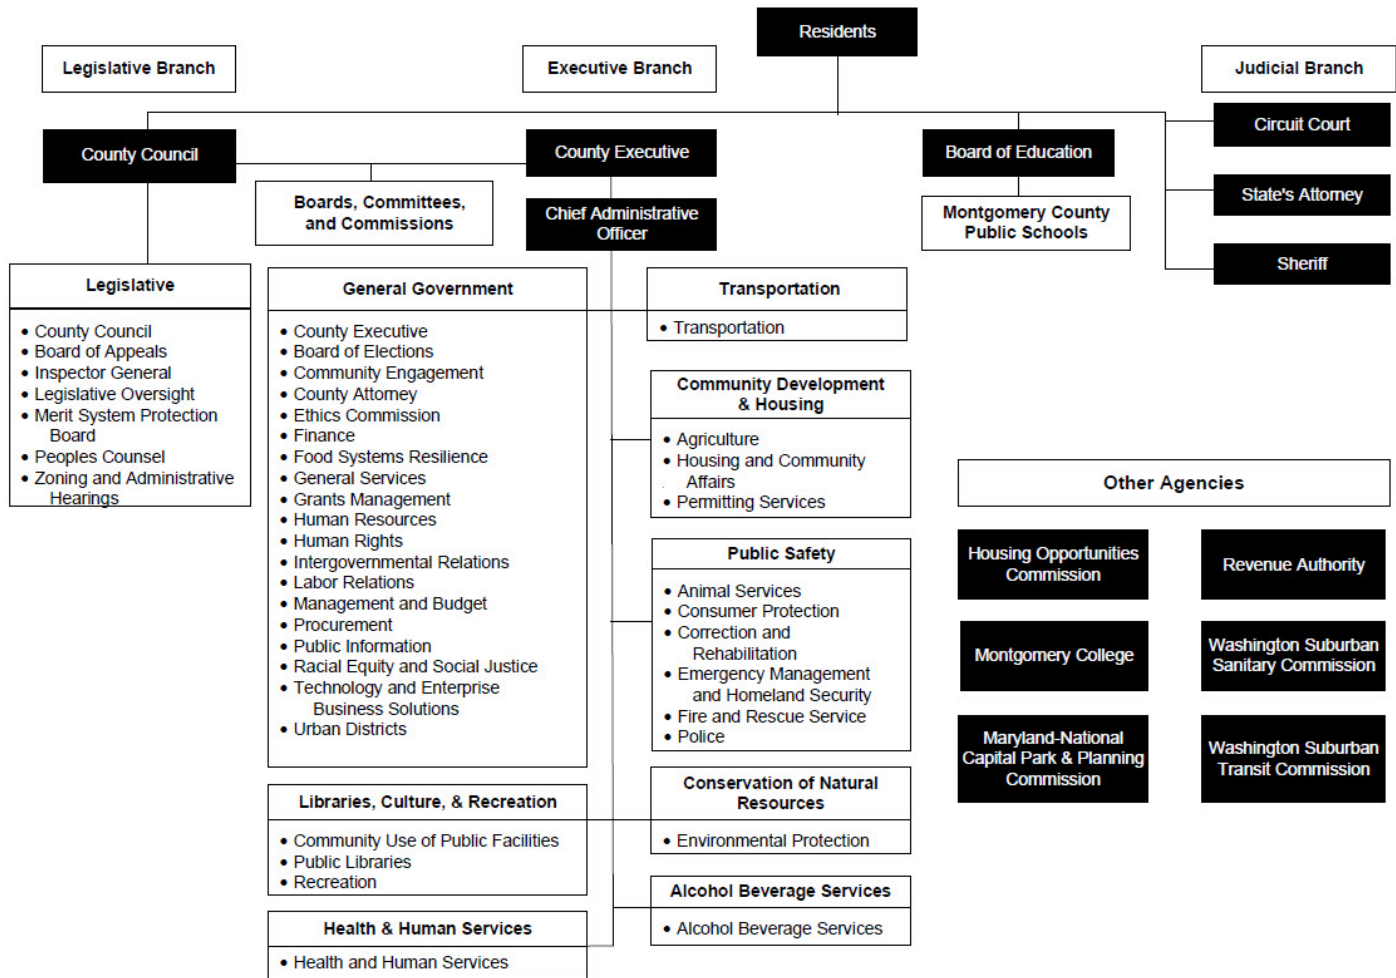 Residents
Legislative Branch
Executive Branch
Judicial Branch
County Council
County Executive
Board of Education
Circuit Court
State's Attorney
Sheriff
Boards, Committees,
and Commissions
Chief Administrative
Officer
Montgomery County
Public Schools
Legislative
• County Council
• Board of Appeals
• Inspector General
• Legislative Oversight
• Merit System Protection
Board
• Peoples Counsel
• Zoning and Administrative
Hearings
General Government
• County Executive
• Board of Elections
• Community Engagement
• County Attorney
• Ethics Commission
• Finance
• Food Systems Resilience
• General Services
• Grants Management
• Human Resources
• Human Rights
• Intergovernmental Relations
• Labor Relations
• Management and Budget
• Procurement
• Public Information
• Racial Equity and Social Justice
• Technology and Enterprise
Business Solutions
• Urban Districts
Libraries, Culture, & Recreation
• Community Use of Public Facilities
• Public Libraries
• Recreation
Health & Human Services
• Health and Human Services
Transportation
• Transportation
Community Development
& Housing
• Agriculture
• Housing and Community
Affairs
• Permitting Services
Public Safety
• Animal Services
• Consumer Protection
• Correction and
Rehabilitation
• Emergency Management
and Homeland Security
• Fire and Rescue Service
• Police
Conservation of Natural
Resources
• Environmental Protection
Alcohol Beverage Services
• Alcohol Beverage Services
Other Agencies
Housing Opportunities
Commission
Revenue Authority
Montgomery College
Washington Suburban
Sanitary Commission
Maryland-National
Capital Park & Planning
Commission
Washington Suburban
Transit Commission